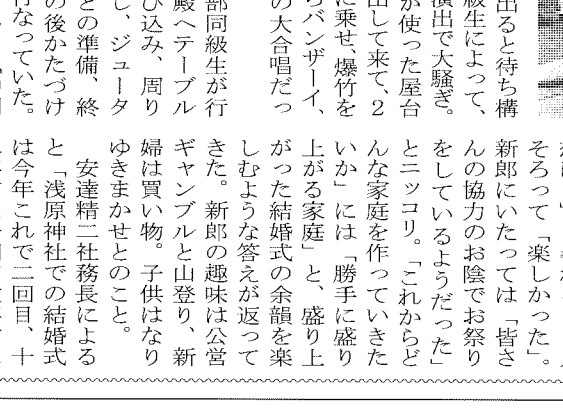 出ると待ち構
級生によって、
演出で大騒ぎ。
が使った屋台
出して来て、2
に乗せ、爆竹を
らバンザーイ、
の大合唱だっ
部同級生が行
殿へテーブル
び込み、周り
し、ジュータ
との準備、終
の後かたづけ
行なっていた。
そろって「楽しかった」。
新郎にいたっては「皆さ
んの協力のお陰でお祭り
をしているようだった」
とニッコリ。「これからど
んな家庭を作っていきた
いか」には「勝手に盛り
上がる家庭」と、盛り上
がった結婚式の余韻を楽
しむような答えが返って
きた。新郎の趣味は公営
ギャンブルと山登り、新
婦は買い物。子供はなり
ゆきまかせとのこと。
安達精二社務長による
と「浅原神社での結婚式
は今年これで二回目、十